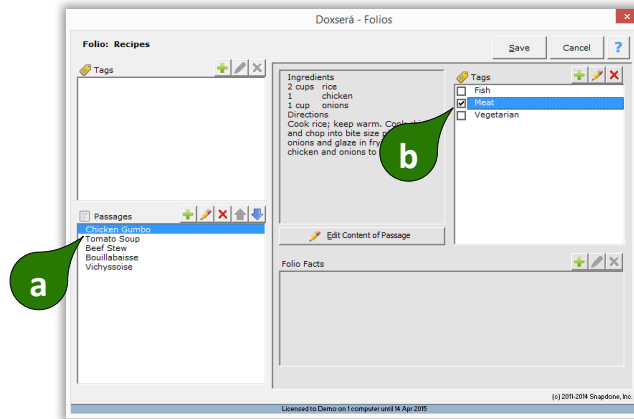 Doxserá - Folios
Folio: Recipes
Save
Cancel
?
Tags
Ingredients
2 cups rice
1 chicken
1 cup onions
Directions
Cook rice; keep warm. Cook
and chop into bite size
onions and glaze in
chicken and onions to
Edit Content of Passage
Tags
Fish
Meat
Vegetarian
b
Passages
Chicken Gumbo
Tomato Soup
Beef Stew
Bouillabaisse
Vichyssoise
a
Folio Facts
(c) 2011-2014 Snapdone, Inc.
Licensed to Demo on 1 computer until 14 Apr 2015